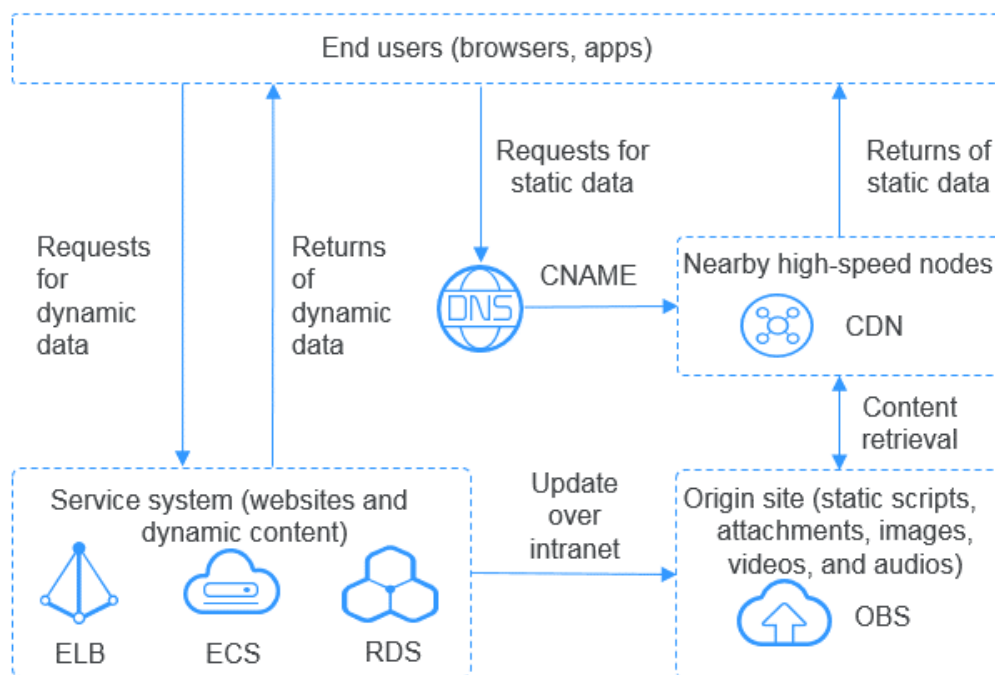 End users (browsers, apps)
Requests for
static data
Returns of
static data
Requests
for
dynamic
data
Returns
of
dynamic
data
Nearby high-speed nodes
CNAME
DNS
CDN
Content
retrieval
Service system (websites and
dynamic content)
Update
over
intranet
Origin site (static scripts,
attachments, images,
videos, and audios)
ELB
ECS
RDS
OBS